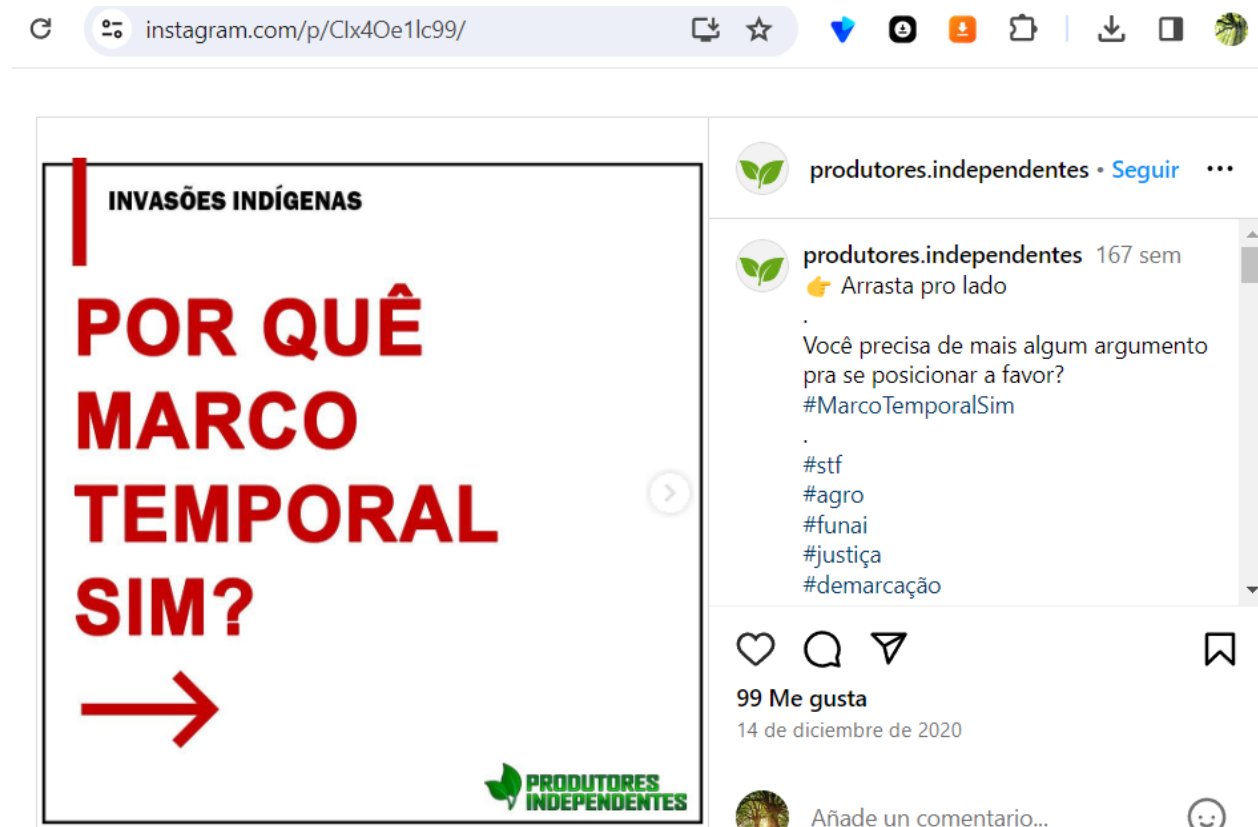 instagram.com/p/CIx4Oe1lc99/
INVASÕES INDÍGENAS
POR QUÊ
MARCO
TEMPORAL
SIM?
PRODUTORES
INDEPENDENTES
produtores.independentes • Seguir
produtores.independentes 167 sem
👉 Arrasta pro lado
.
Você precisa de mais algum argumento
pra se posicionar a favor?
#MarcoTemporalSim
.
#stf
#agro
#funai
#justiça
#demarcação
99 Me gusta
14 de diciembre de 2020
Añade un comentario...